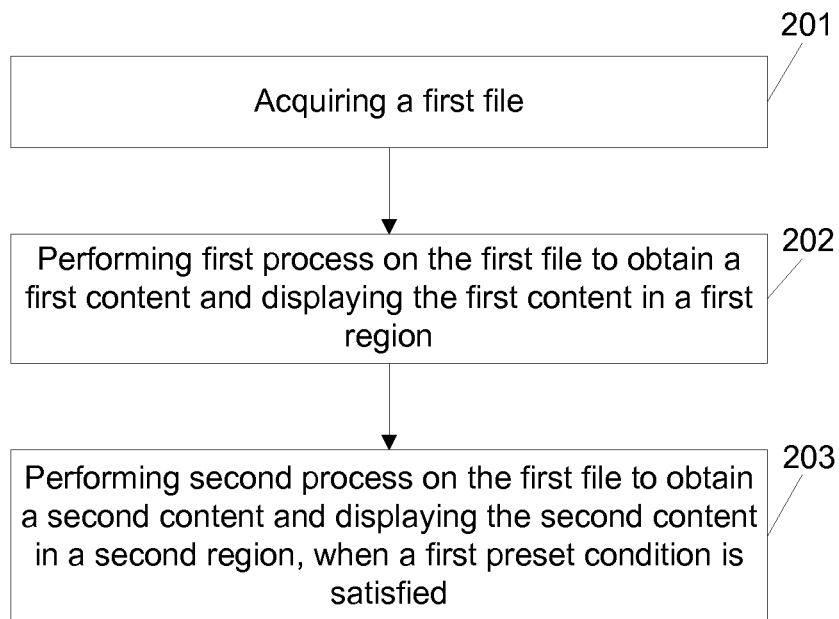 201
Acquiring a first file
202
Performing first process on the first file to obtain a
first content and displaying the first content in a first
region
203
Performing second process on the first file to obtain
a second content and displaying the second content
in a second region, when a first preset condition is
satisfied